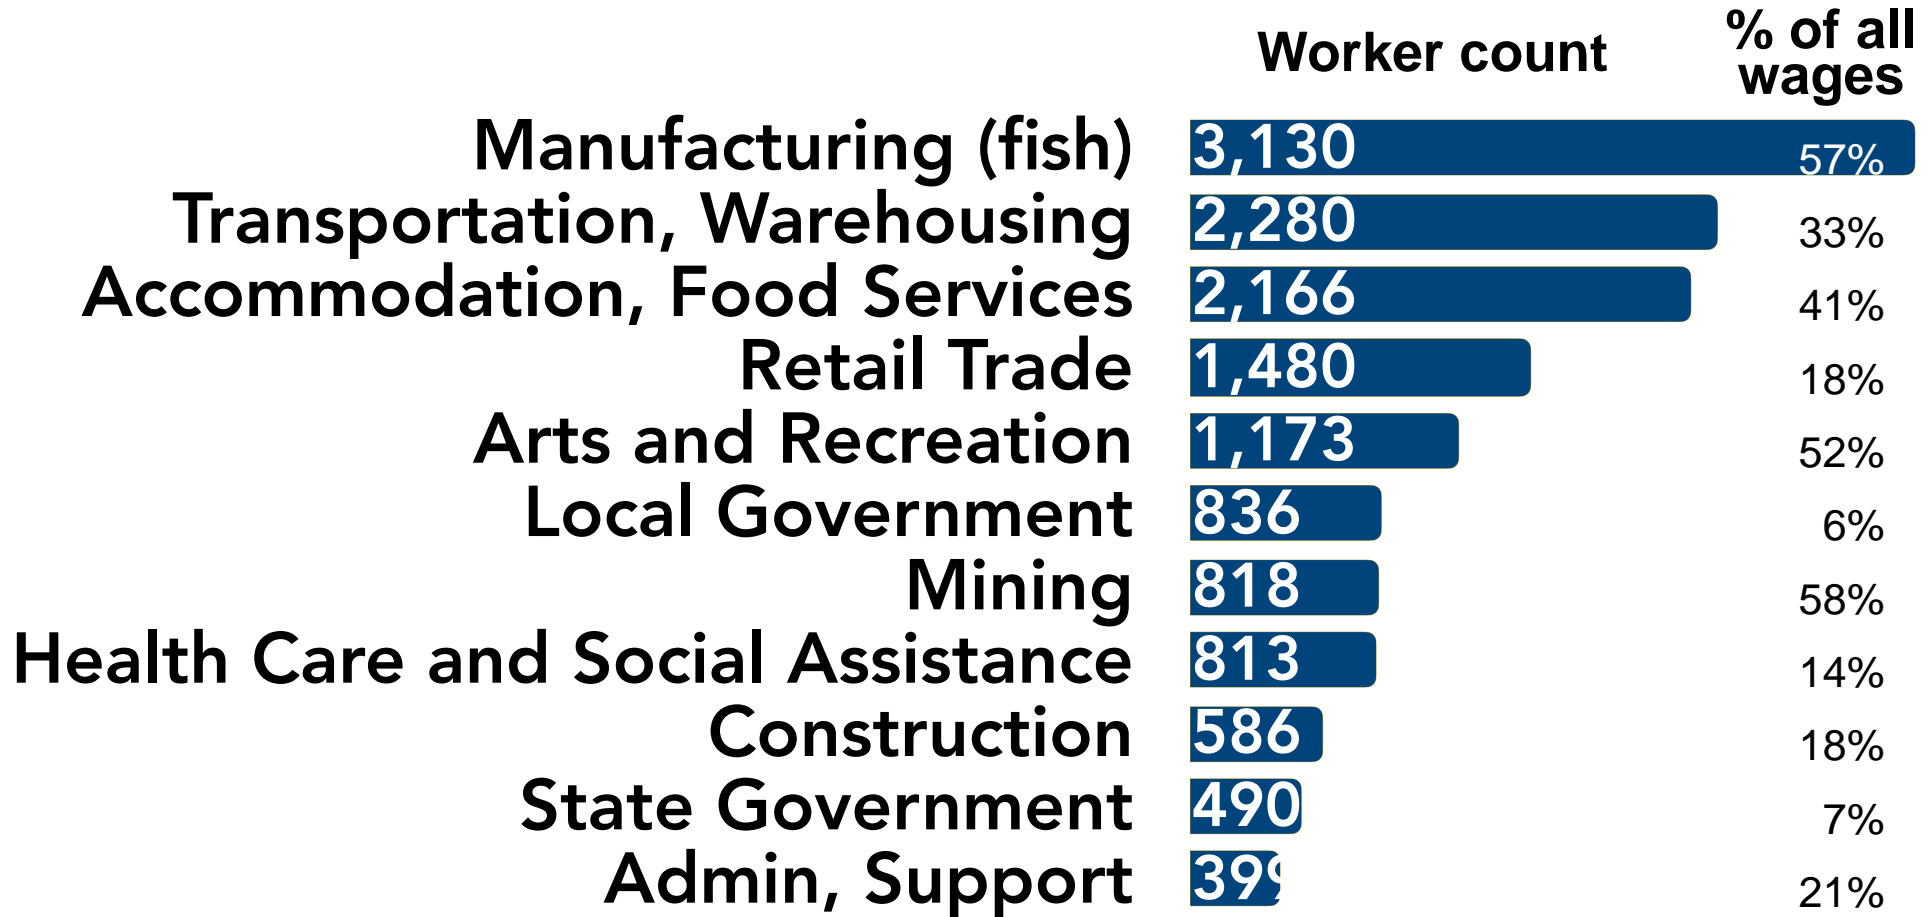 Worker count
% of all
wages
Manufacturing (fish) 3,130 57%
Transportation, Warehousing 2,280 33%
Accommodation, Food Services 2,166 41%
Retail Trade 1,480 18%
Arts and Recreation 1,173 52%
Local Government 836 6%
Mining 818 58%
Health Care and Social Assistance 813 14%
Construction 586 18%
State Government 490 7%
Admin, Support 399 21%